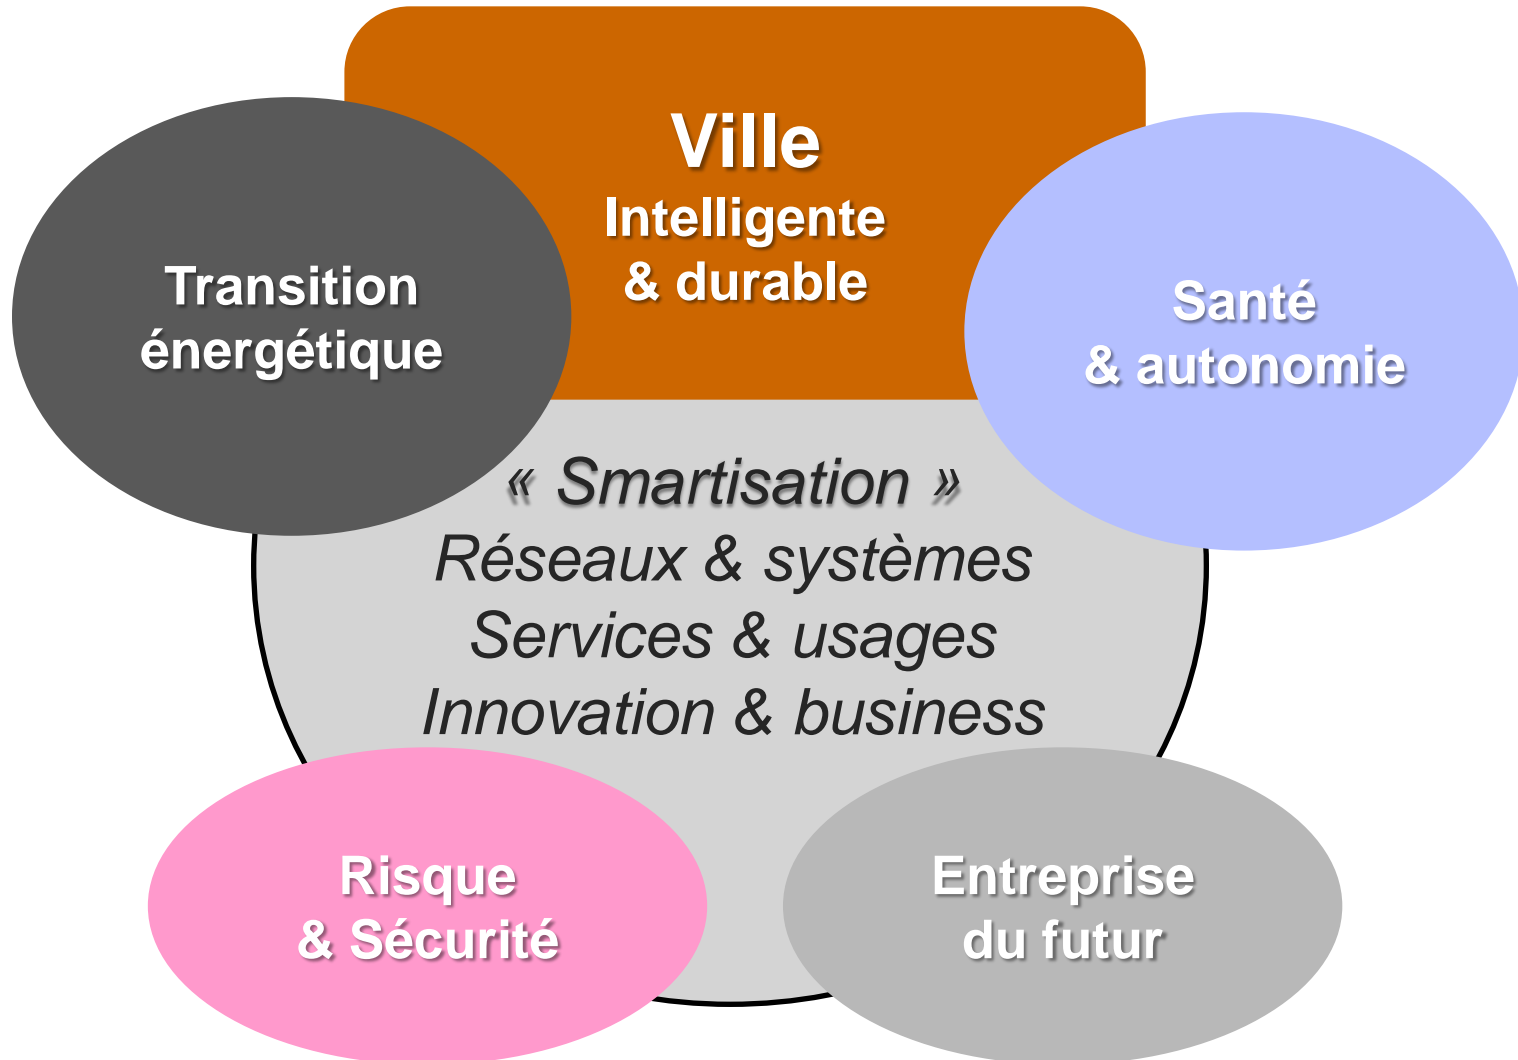 Ville
Intelligente
& durable
Transition
énergétique
Santé
& autonomie
« Smartisation »
Réseaux & systèmes
Services & usages
Innovation & business
Risque
& Sécurité
Entreprise
du futur